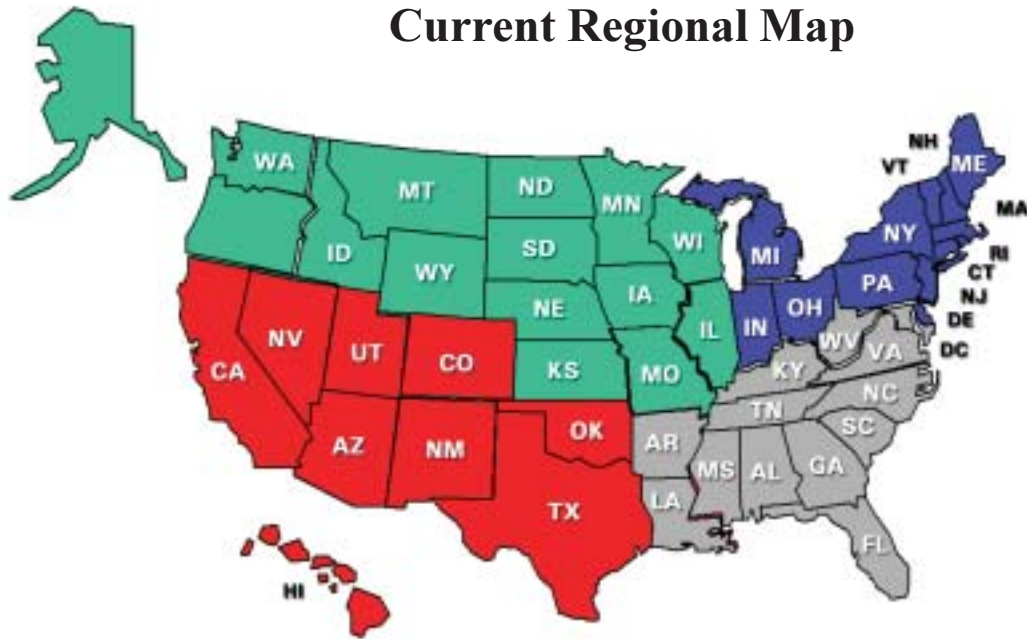 Current Regional Map
NH
VT
ME
WA
MT
ND
MN
MA
NY
WI
MI
RI
SD
ID
WY
CT
PA
NJ
IA
NE
OH
IN
IL
DE
WV
NV
UT
CO
KS
MO
VA
DC
CA
KY
NC
TN
SC
OK
AR
AZ
NM
MS
AL
GA
LA
TX
FL
HI